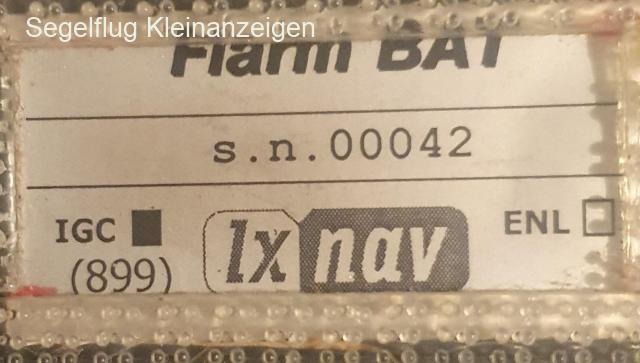 Segelflug Kleinanzeigen
Flarm BAT
s.n.00042
IGC ENL
(899) lx nav